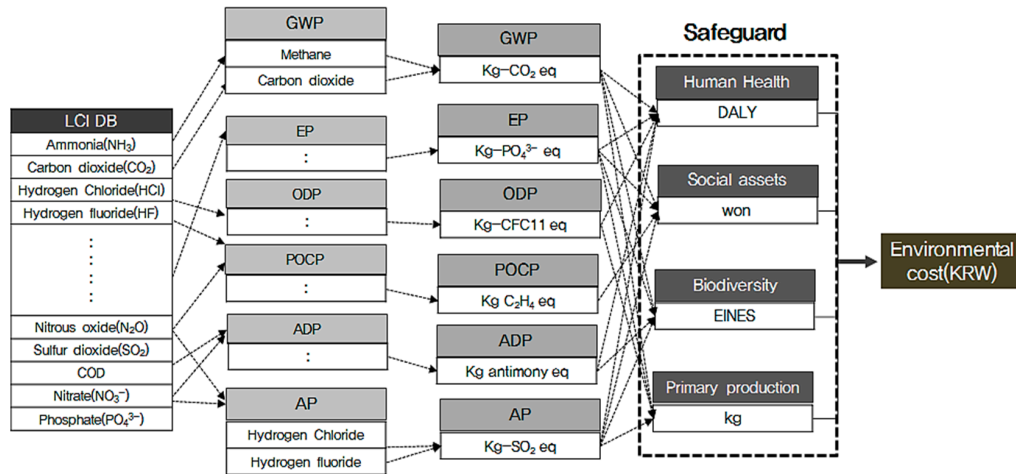 LCI DB
Ammonia(NH₃)
Carbon dioxide(CO₂)
Hydrogen Chloride(HCl)
Hydrogen fluoride(HF)
:
:
:
Nitrous oxide(N₂O)
Sulfur dioxide(SO₂)
COD
Nitrate(NO₃⁻)
Phosphate(PO₄³⁻)
GWP
Methane
Carbon dioxide
EP
:
ODP
:
POCP
:
ADP
:
AP
Hydrogen Chloride
Hydrogen fluoride
GWP
Kg-CO₂ eq
EP
Kg-PO₄³⁻ eq
ODP
Kg-CFC11 eq
POCP
Kg C₂H₄ eq
ADP
Kg antimony eq
AP
Kg-SO₂ eq
Safeguard
Human Health
DALY
Social assets
won
Biodiversity
EINES
Primary production
kg
Environmental
cost(KRW)